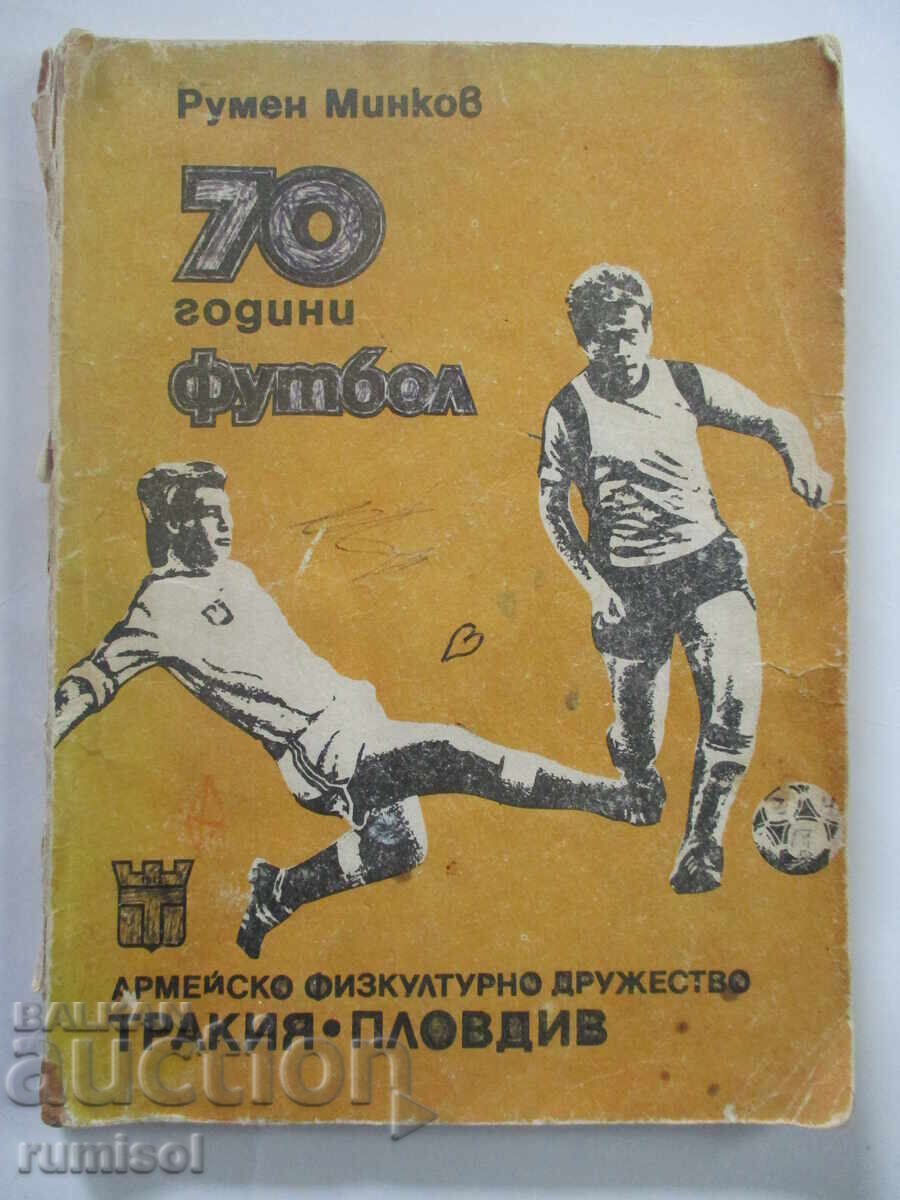 Румен Минков
70
години
футбол
АРМЕЙСКО ФИЗКУЛТУРНО ДРУЖЕСТВО
ТРАКИЯ • ПЛОВДИВ
BALKAN
auction
rumisol